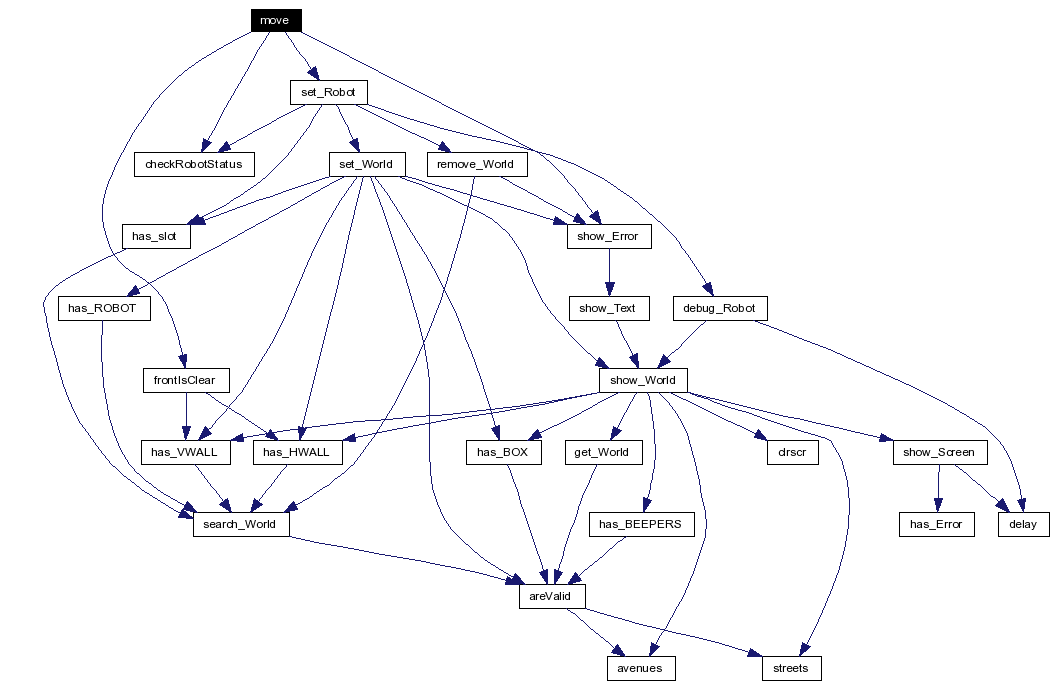 move
set_Robot
checkRobotStatus
set_World
remove_World
has_slot
show_Error
has_ROBOT
show_Text
debug_Robot
frontIsClear
show_World
has_VWALL
has_HWALL
has_BOX
get_World
clrscr
show_Screen
search_World
has_BEEPERS
has_Error
delay
areValid
avenues
streets